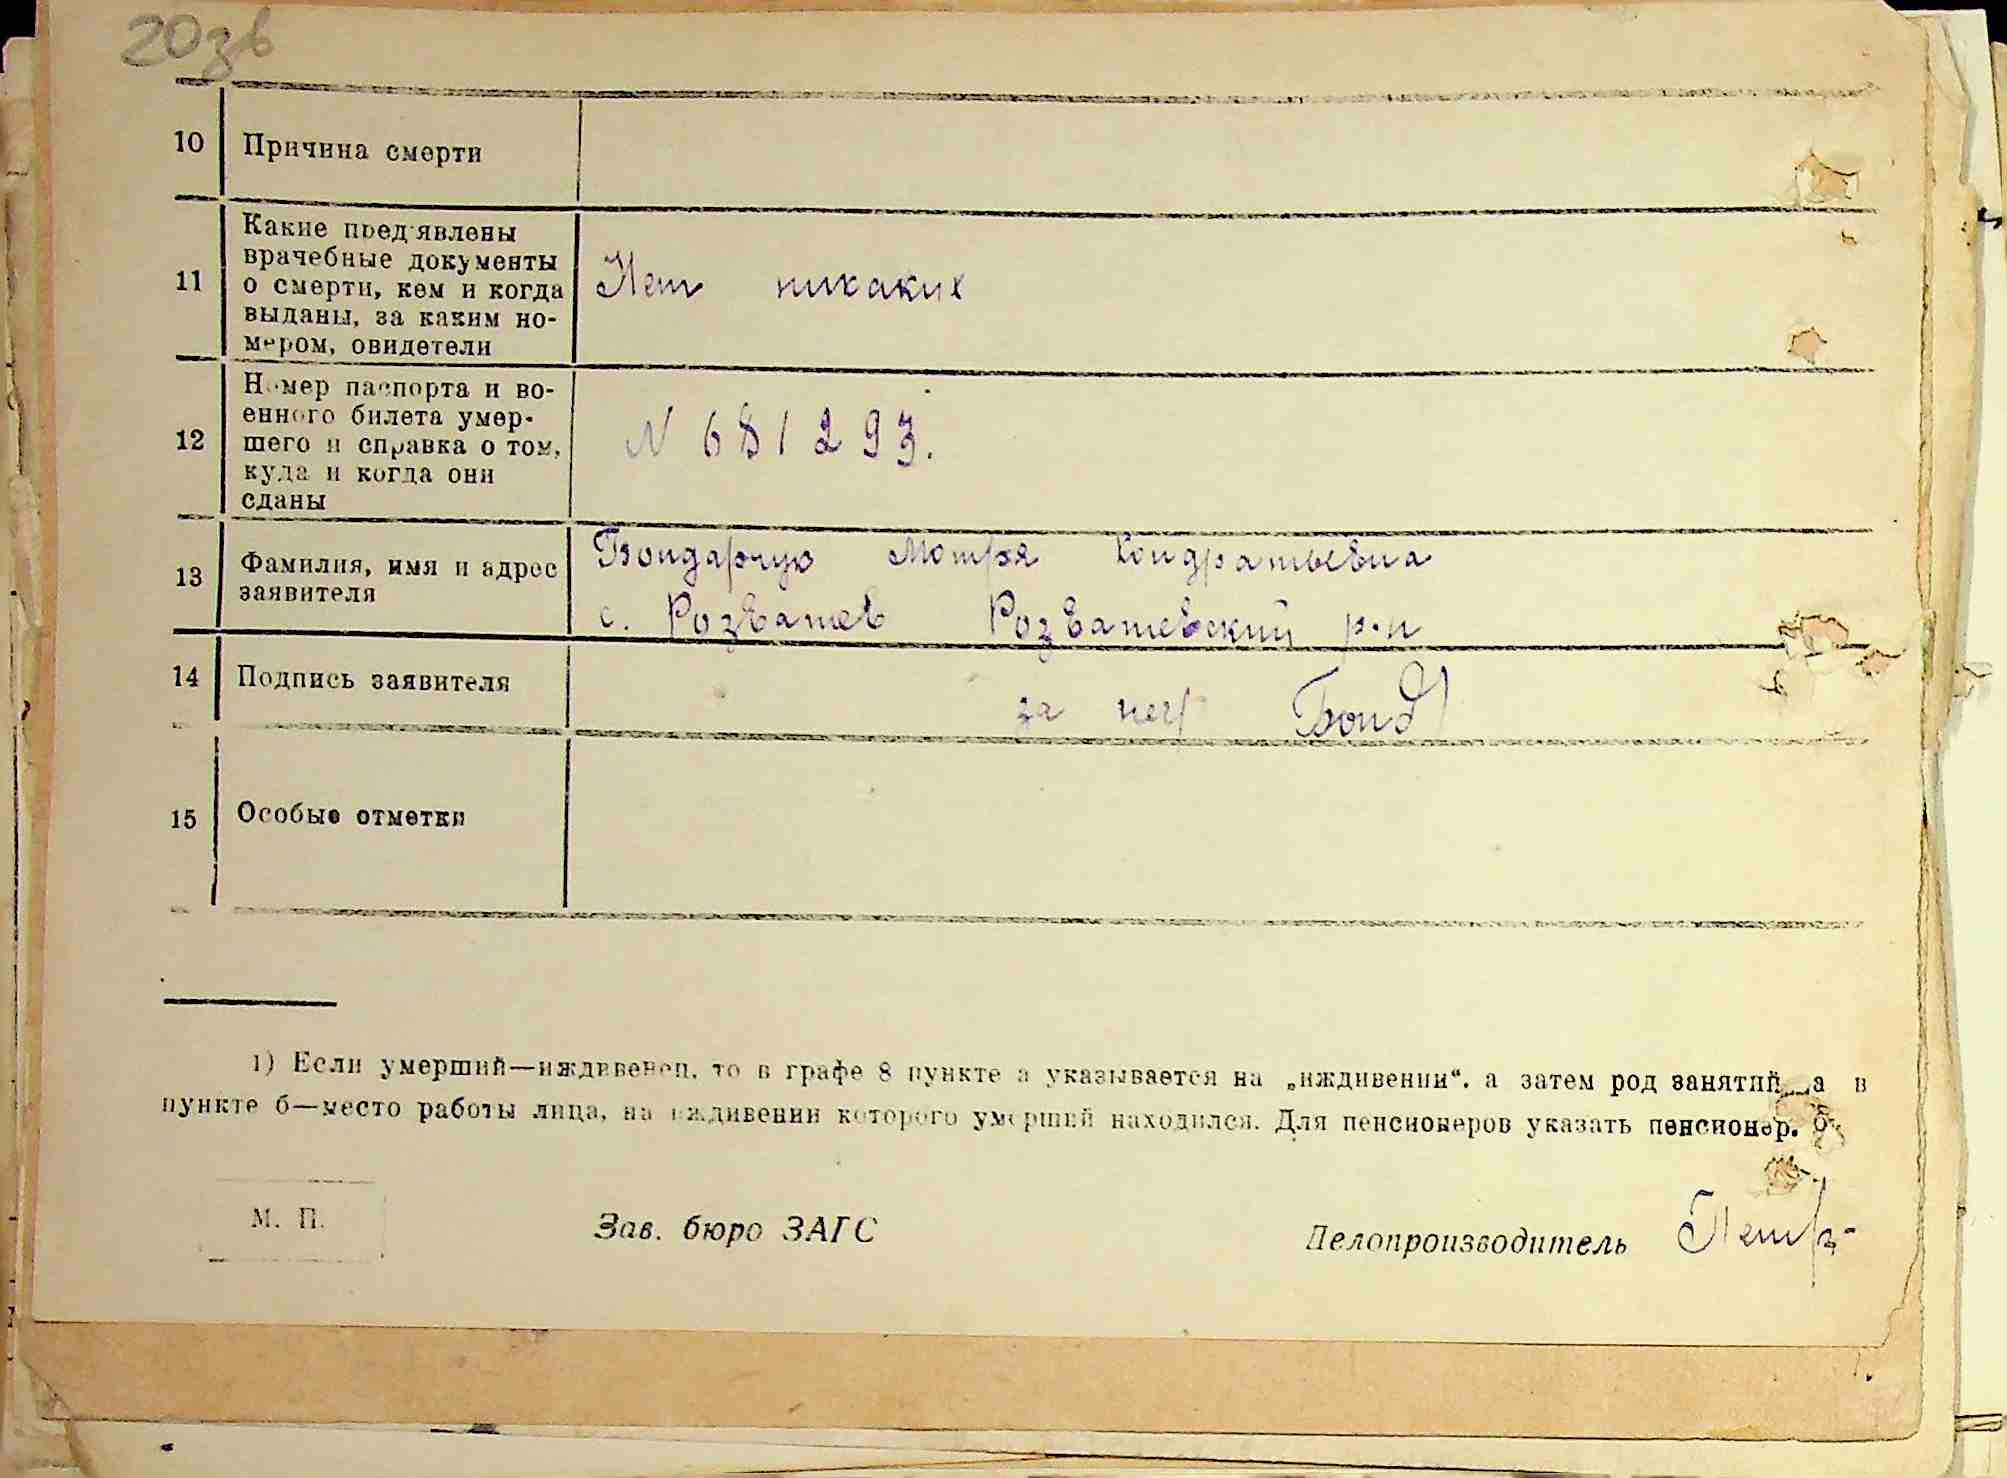 20зв
10 Причина смерти
11 Какие пред'явлены
врачебные документы
о смерти, кем и когда
выданы, за каким но-
мером, свидетели
Нет никаких
12 Номер паспорта и во-
енного билета умер-
шего и справка о том,
куда и когда они
сданы
N 681293.
13 Фамилия, имя и адрес
заявителя
Бондарчук Мотря Кондратьевна
с. Розважев Розважевский р-н
14 Подпись заявителя
за неу Бонд
15 Особые отметки
1) Если умерший—иждивенец, то в графе 8 пункте а указывается на „иждивении“, а затем род занятий, а в
пункте б—место работы лица, на иждивении которого умерший находился. Для пенсионеров указать пенсионер.
М. П. Зав. бюро ЗАГС Делопроизводитель